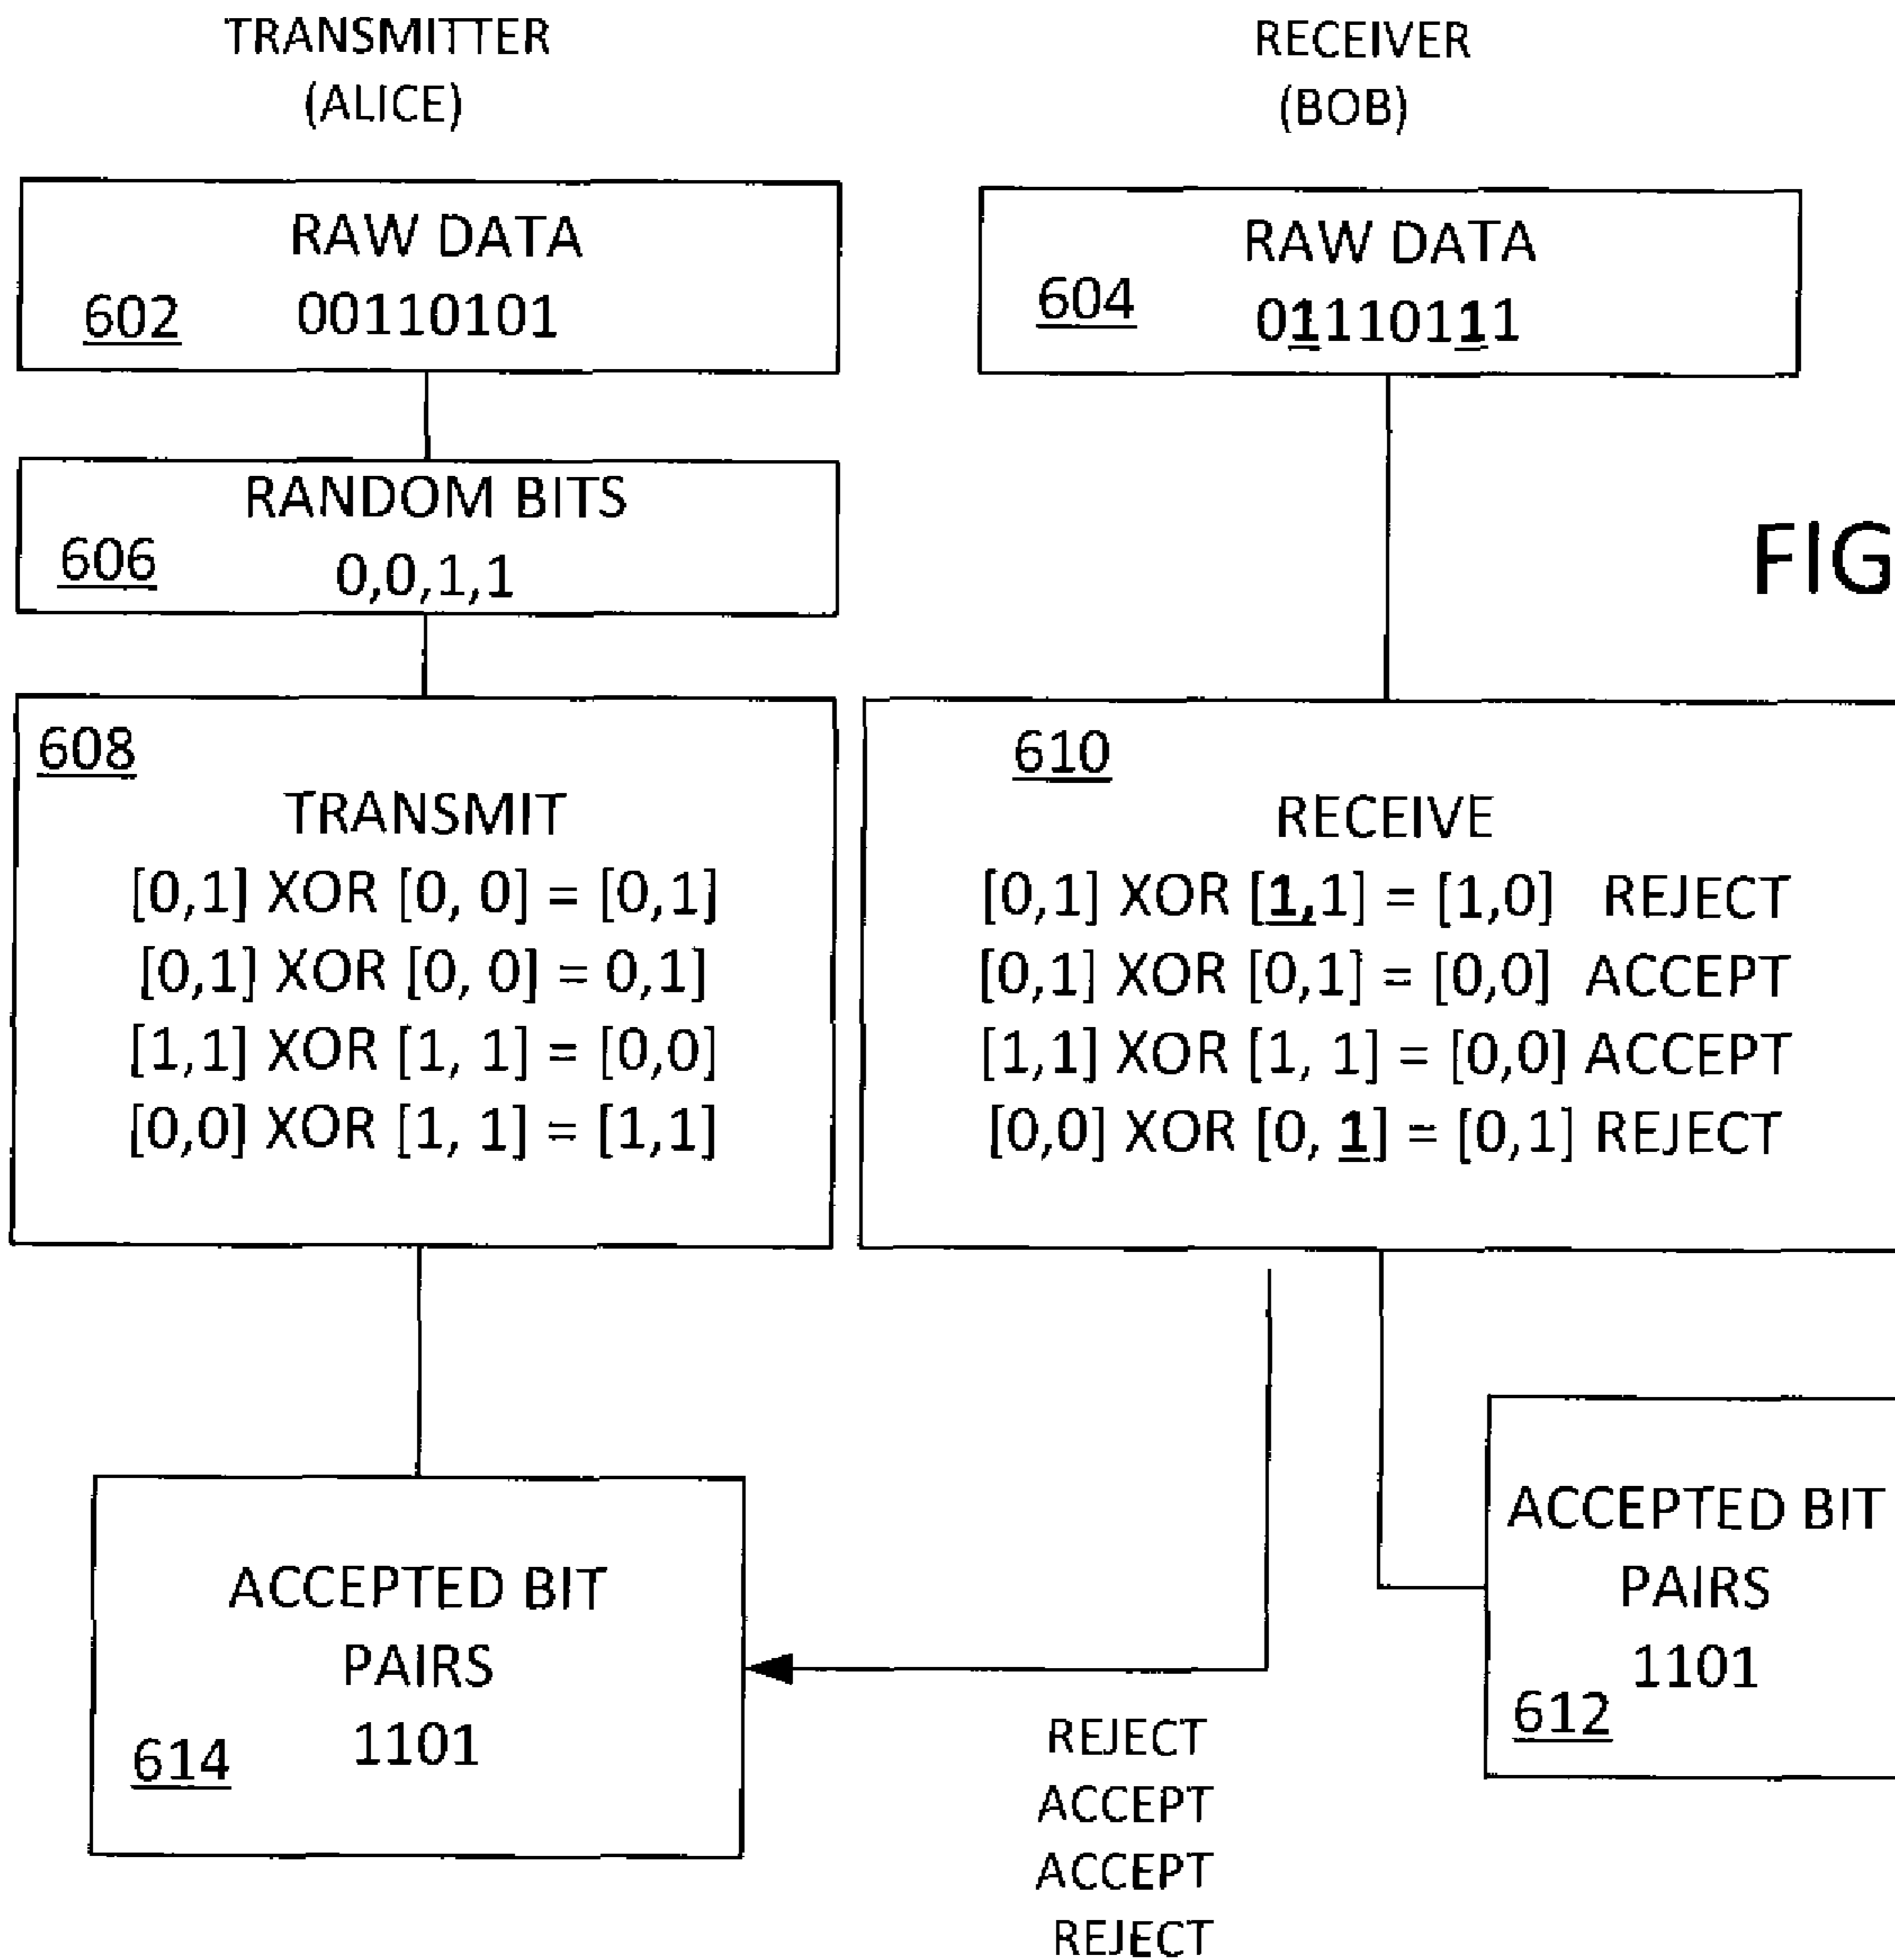 TRANSMITTER
(ALICE)
RECEIVER
(BOB)
RAW DATA
602 00110101
RAW DATA
604 01110111
RANDOM BITS
606 0,0,1,1
FIG
608
TRANSMIT
[0,1] XOR [0, 0] = [0,1]
[0,1] XOR [0, 0] = 0,1]
[1,1] XOR [1, 1] = [0,0]
[0,0] XOR [1, 1] = [1,1]
610
RECEIVE
[0,1] XOR [1,1] = [1,0] REJECT
[0,1] XOR [0,1] = [0,0] ACCEPT
[1,1] XOR [1, 1] = [0,0] ACCEPT
[0,0] XOR [0, 1] = [0,1] REJECT
ACCEPTED BIT
PAIRS
1101
614
ACCEPTED BIT
PAIRS
1101
612
REJECT
ACCEPT
ACCEPT
REJECT